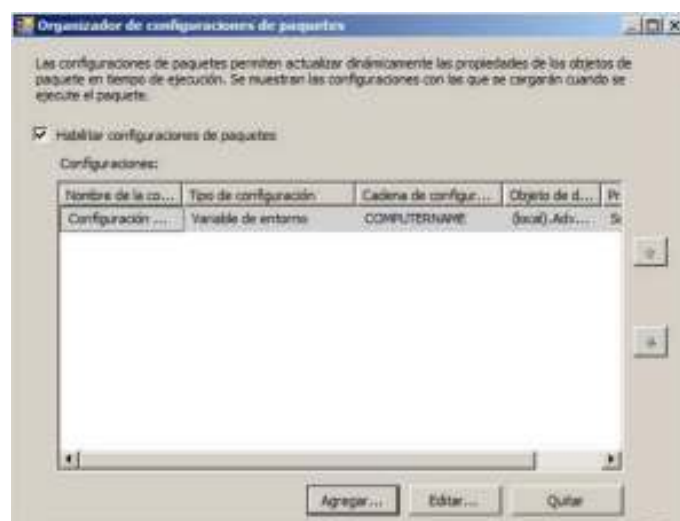 Organizador de configuraciones de paquetes
Las configuraciones de paquetes permiten actualizar dinámicamente las propiedades de los objetos de
paquete en tiempo de ejecución. Se muestran las configuraciones con las que se cargarán cuando se
ejecute el paquete.
Habilitar configuraciones de paquetes
Configuraciones:
Nombre de la co... Tipo de configuración Cadena de configur... Objeto de d... Pr
Configuración .... Variable de entorno COMPUTERNAME (local).Adv.... Se
Agregar... Editar... Quitar